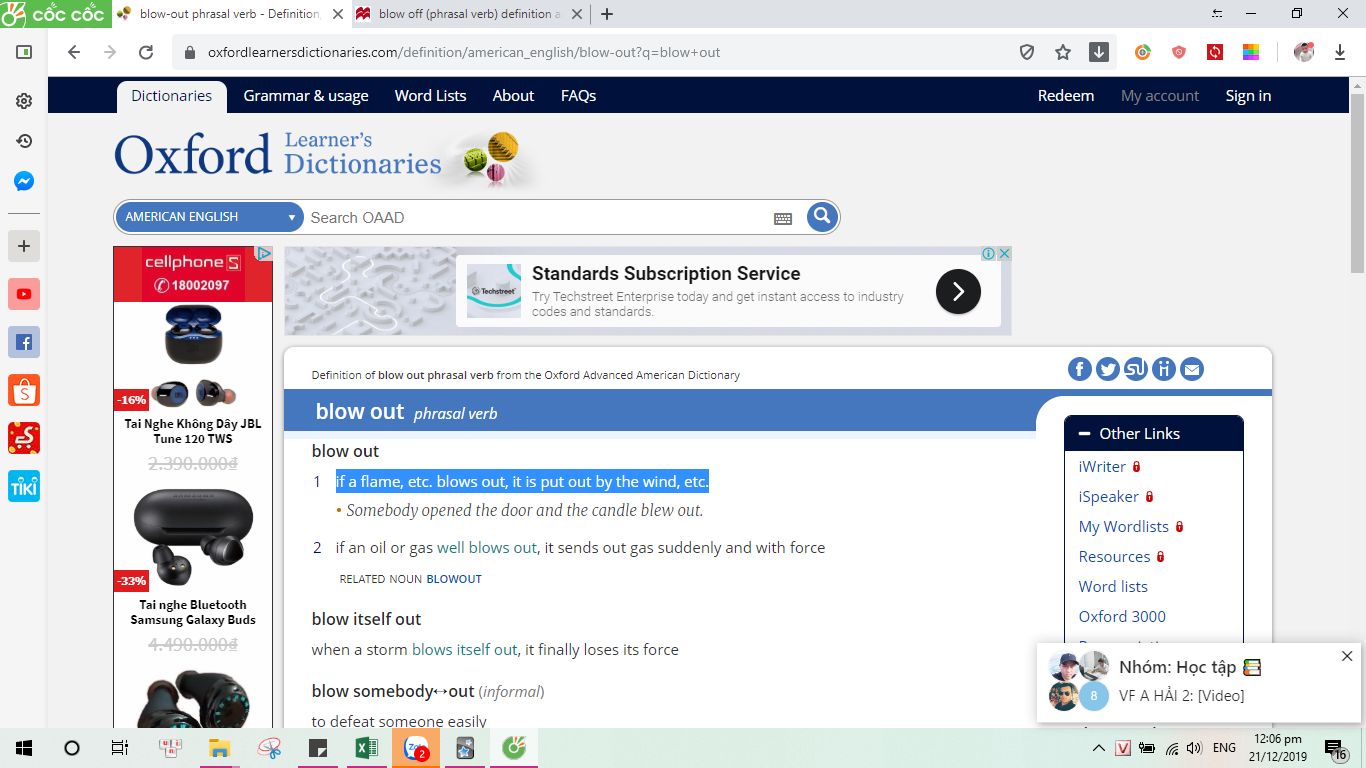 cốc cốc
blow-out phrasal verb - Definition,
blow off (phrasal verb) definition a
oxfordlearnersdictionaries.com/definition/american_english/blow-out?q=blow+out
Dictionaries Grammar & usage Word Lists About FAQs Redeem My account Sign in
Oxford Learner's Dictionaries
AMERICAN ENGLISH Search OAAD
cellphone S
18002097
-16%
Tai Nghe Không Dây JBL
Tune 120 TWS
2.390.000đ
-33%
Tai nghe Bluetooth
Samsung Galaxy Buds
4.490.000đ
Techstreet
Standards Subscription Service
Try Techstreet Enterprise today and get instant access to industry
codes and standards.
Definition of blow out phrasal verb from the Oxford Advanced American Dictionary
blow out phrasal verb
blow out
1 if a flame, etc. blows out, it is put out by the wind, etc.
• Somebody opened the door and the candle blew out.
2 if an oil or gas well blows out, it sends out gas suddenly and with force
RELATED NOUN BLOWOUT
blow itself out
when a storm blows itself out, it finally loses its force
blow somebody↔out (informal)
to defeat someone easily
Other Links
iWriter
iSpeaker
My Wordlists
Resources
Word lists
Oxford 3000
Nhóm: Học tập
8
VF A HẢI 2: [Video]
TIKI
Zalo
2
V
ENG
12:06 pm
21/12/2019
16